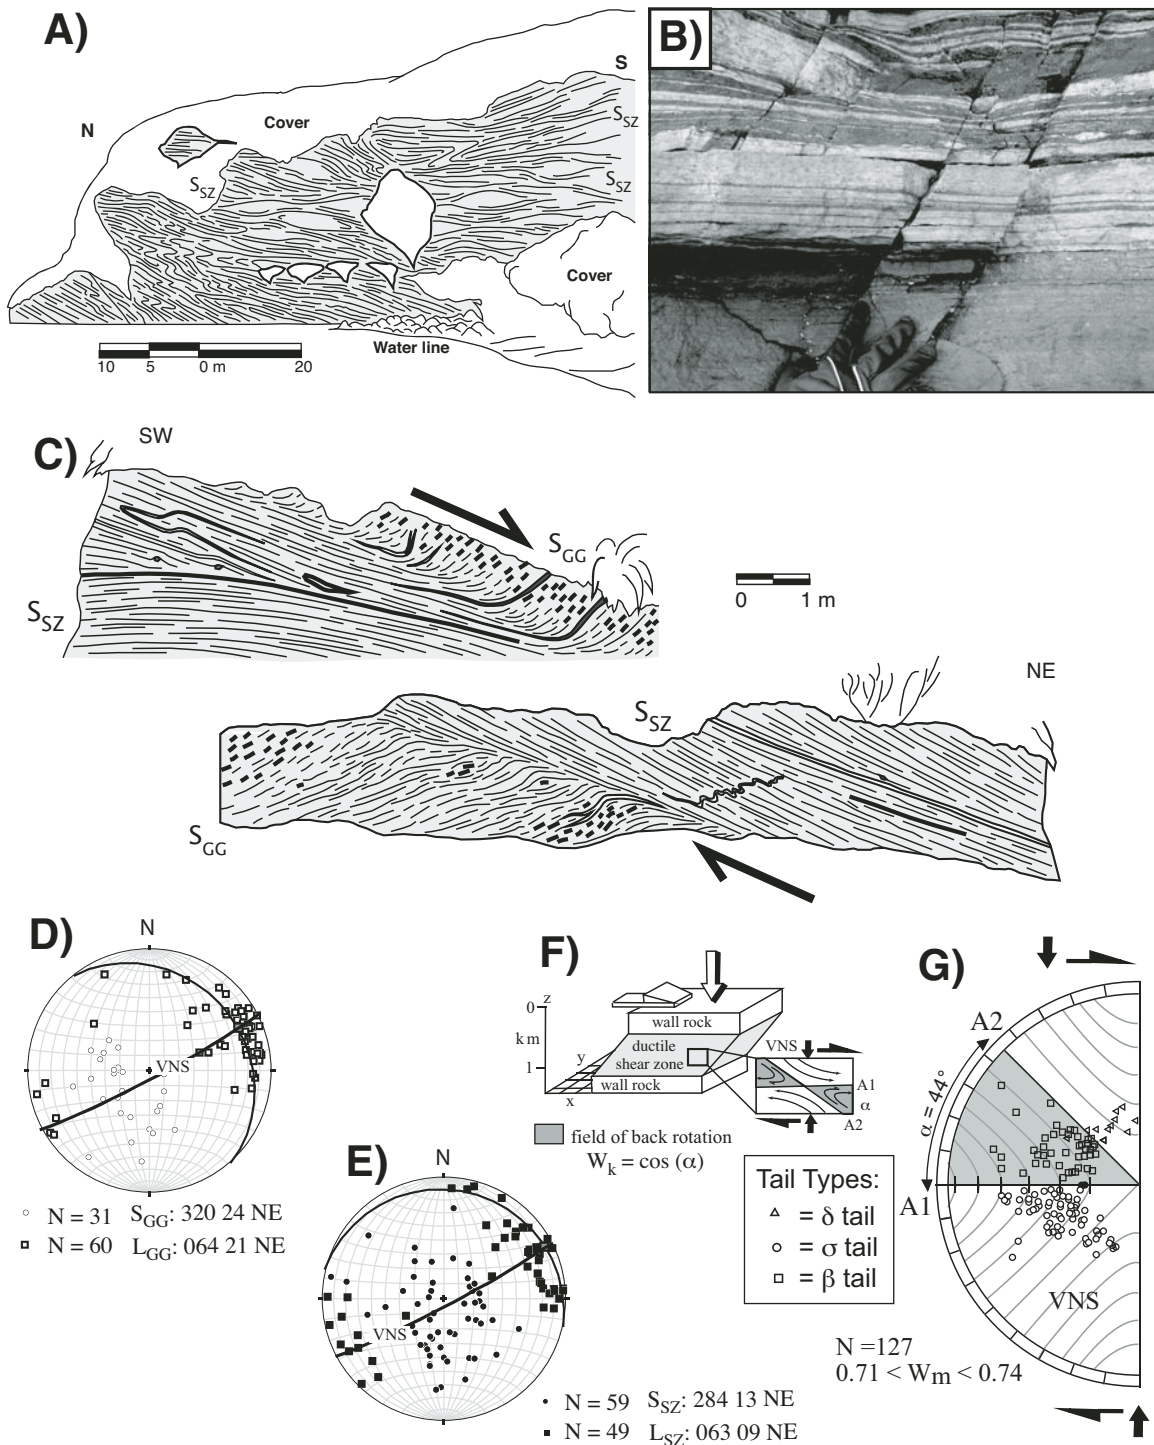 A)
N
S
Cover
S_SZ
S_SZ
S_SZ
Cover
Water line
10 5 0 m 20
B)
C)
SW
S_GG
S_SZ
0 1 m
NE
S_SZ
S_GG
D)
N
VNS
N = 31 S_GG: 320 24 NE
N = 60 L_GG: 064 21 NE
E)
N
VNS
N = 59 S_SZ: 284 13 NE
N = 49 L_SZ: 063 09 NE
F)
z
0
km
1
y
x
wall rock
ductile
shear zone
wall rock
VNS
A1
α
A2
field of back rotation
W_k = cos (α)
Tail Types:
= δ tail
= σ tail
= β tail
G)
A2
α = 44°
A1
VNS
N =127
0.71 < W_m < 0.74